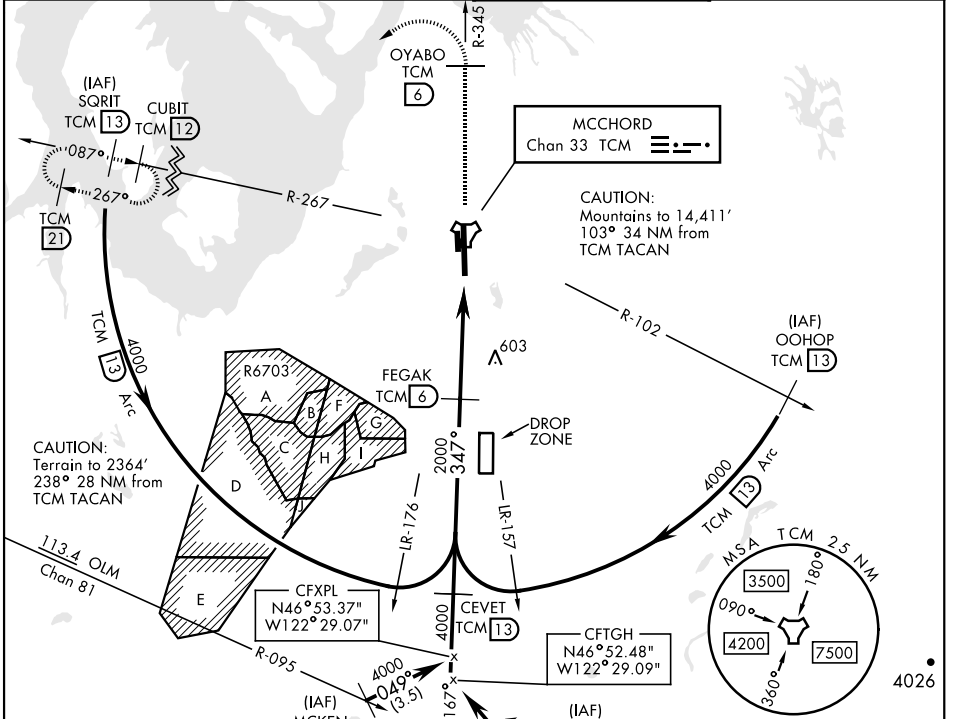 R-345
OYABO
TCM
6
(IAF)
SQRIT
TCM 13
CUBIT
TCM 12
087°
267°
TCM
21
R-267
MCCHORD
Chan 33 TCM
CAUTION:
Mountains to 14,411'
103° 34 NM from
TCM TACAN
R-102
(IAF)
OOHOP
TCM 13
TCM 13 Arc
4000
603
R6703
A
B
F
G
C
H
I
J
D
E
FEGAK
TCM 6
DROP
ZONE
2000
347°
4000
TCM 13 Arc
CAUTION:
Terrain to 2364'
238° 28 NM from
TCM TACAN
LR-176
LR-157
113.4 OLM
Chan 81
R-095
CFXPL
N46°53.37"
W122°29.07"
CEVET
TCM 13
4000
CFTGH
N46°52.48"
W122°29.09"
4000
049°
(3.5)
167°
(IAF)
MCKEN
(IAF)
MSA TCM 25 NM
3500
180°
090°
4200
7500
360°
4026